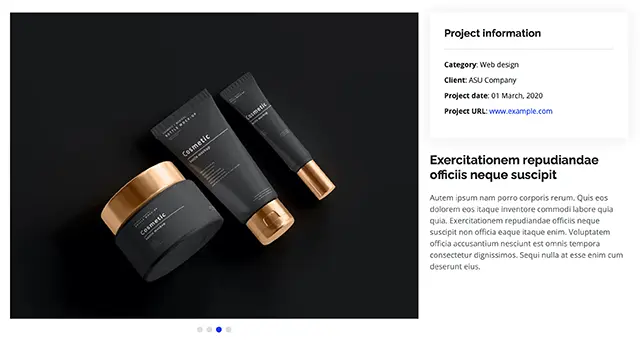 Project information
Category: Web design
Client: ASU Company
Project date: 01 March, 2020
Project URL: www.example.com
Exercitationem repudiandae
officiis neque suscipit
Autem ipsum nam porro corporis rerum. Quis eos
dolorem eos itaque inventore commodi labore quia
quia. Exercitationem repudiandae officiis neque
suscipit non officia eaque itaque enim. Voluptatem
officia accusantium nesciunt est omnis tempora
consectetur dignissimos. Sequi nulla at esse enim cum
deserunt eius.
Cosmetic
Cosmetic
Cosmetic